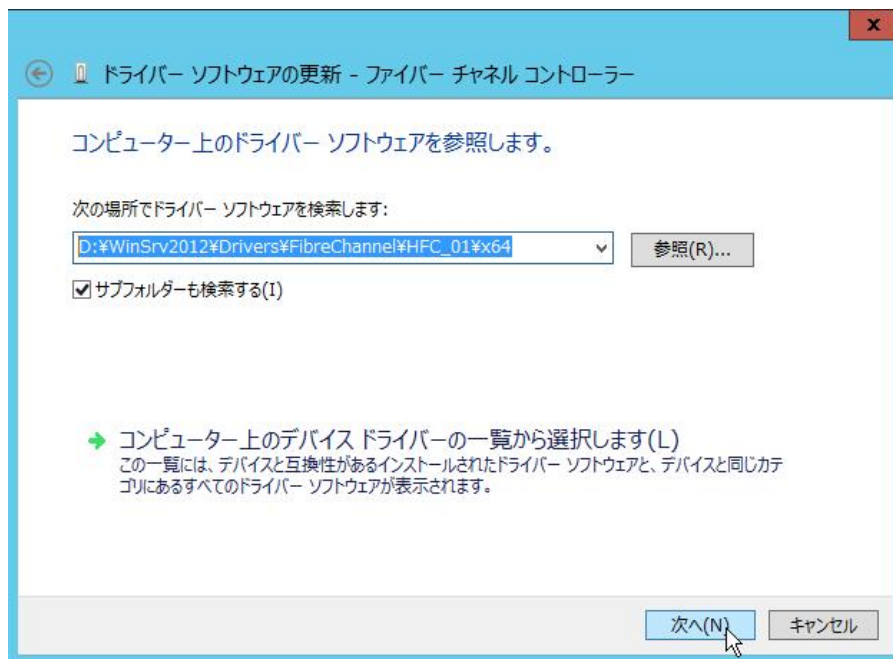 x
ドライバー ソフトウェアの更新 - ファイバー チャネル コントローラー
コンピューター上のドライバー ソフトウェアを参照します。
次の場所でドライバー ソフトウェアを検索します:
D:¥WinSrv2012¥Drivers¥FibreChannel¥HFC_01¥x64
参照(R)...
サブフォルダーも検索する(I)
コンピューター上のデバイス ドライバーの一覧から選択します(L)
この一覧には、デバイスと互換性があるインストールされたドライバー ソフトウェアと、デバイスと同じカテ
ゴリにあるすべてのドライバー ソフトウェアが表示されます。
次へ(N)
キャンセル